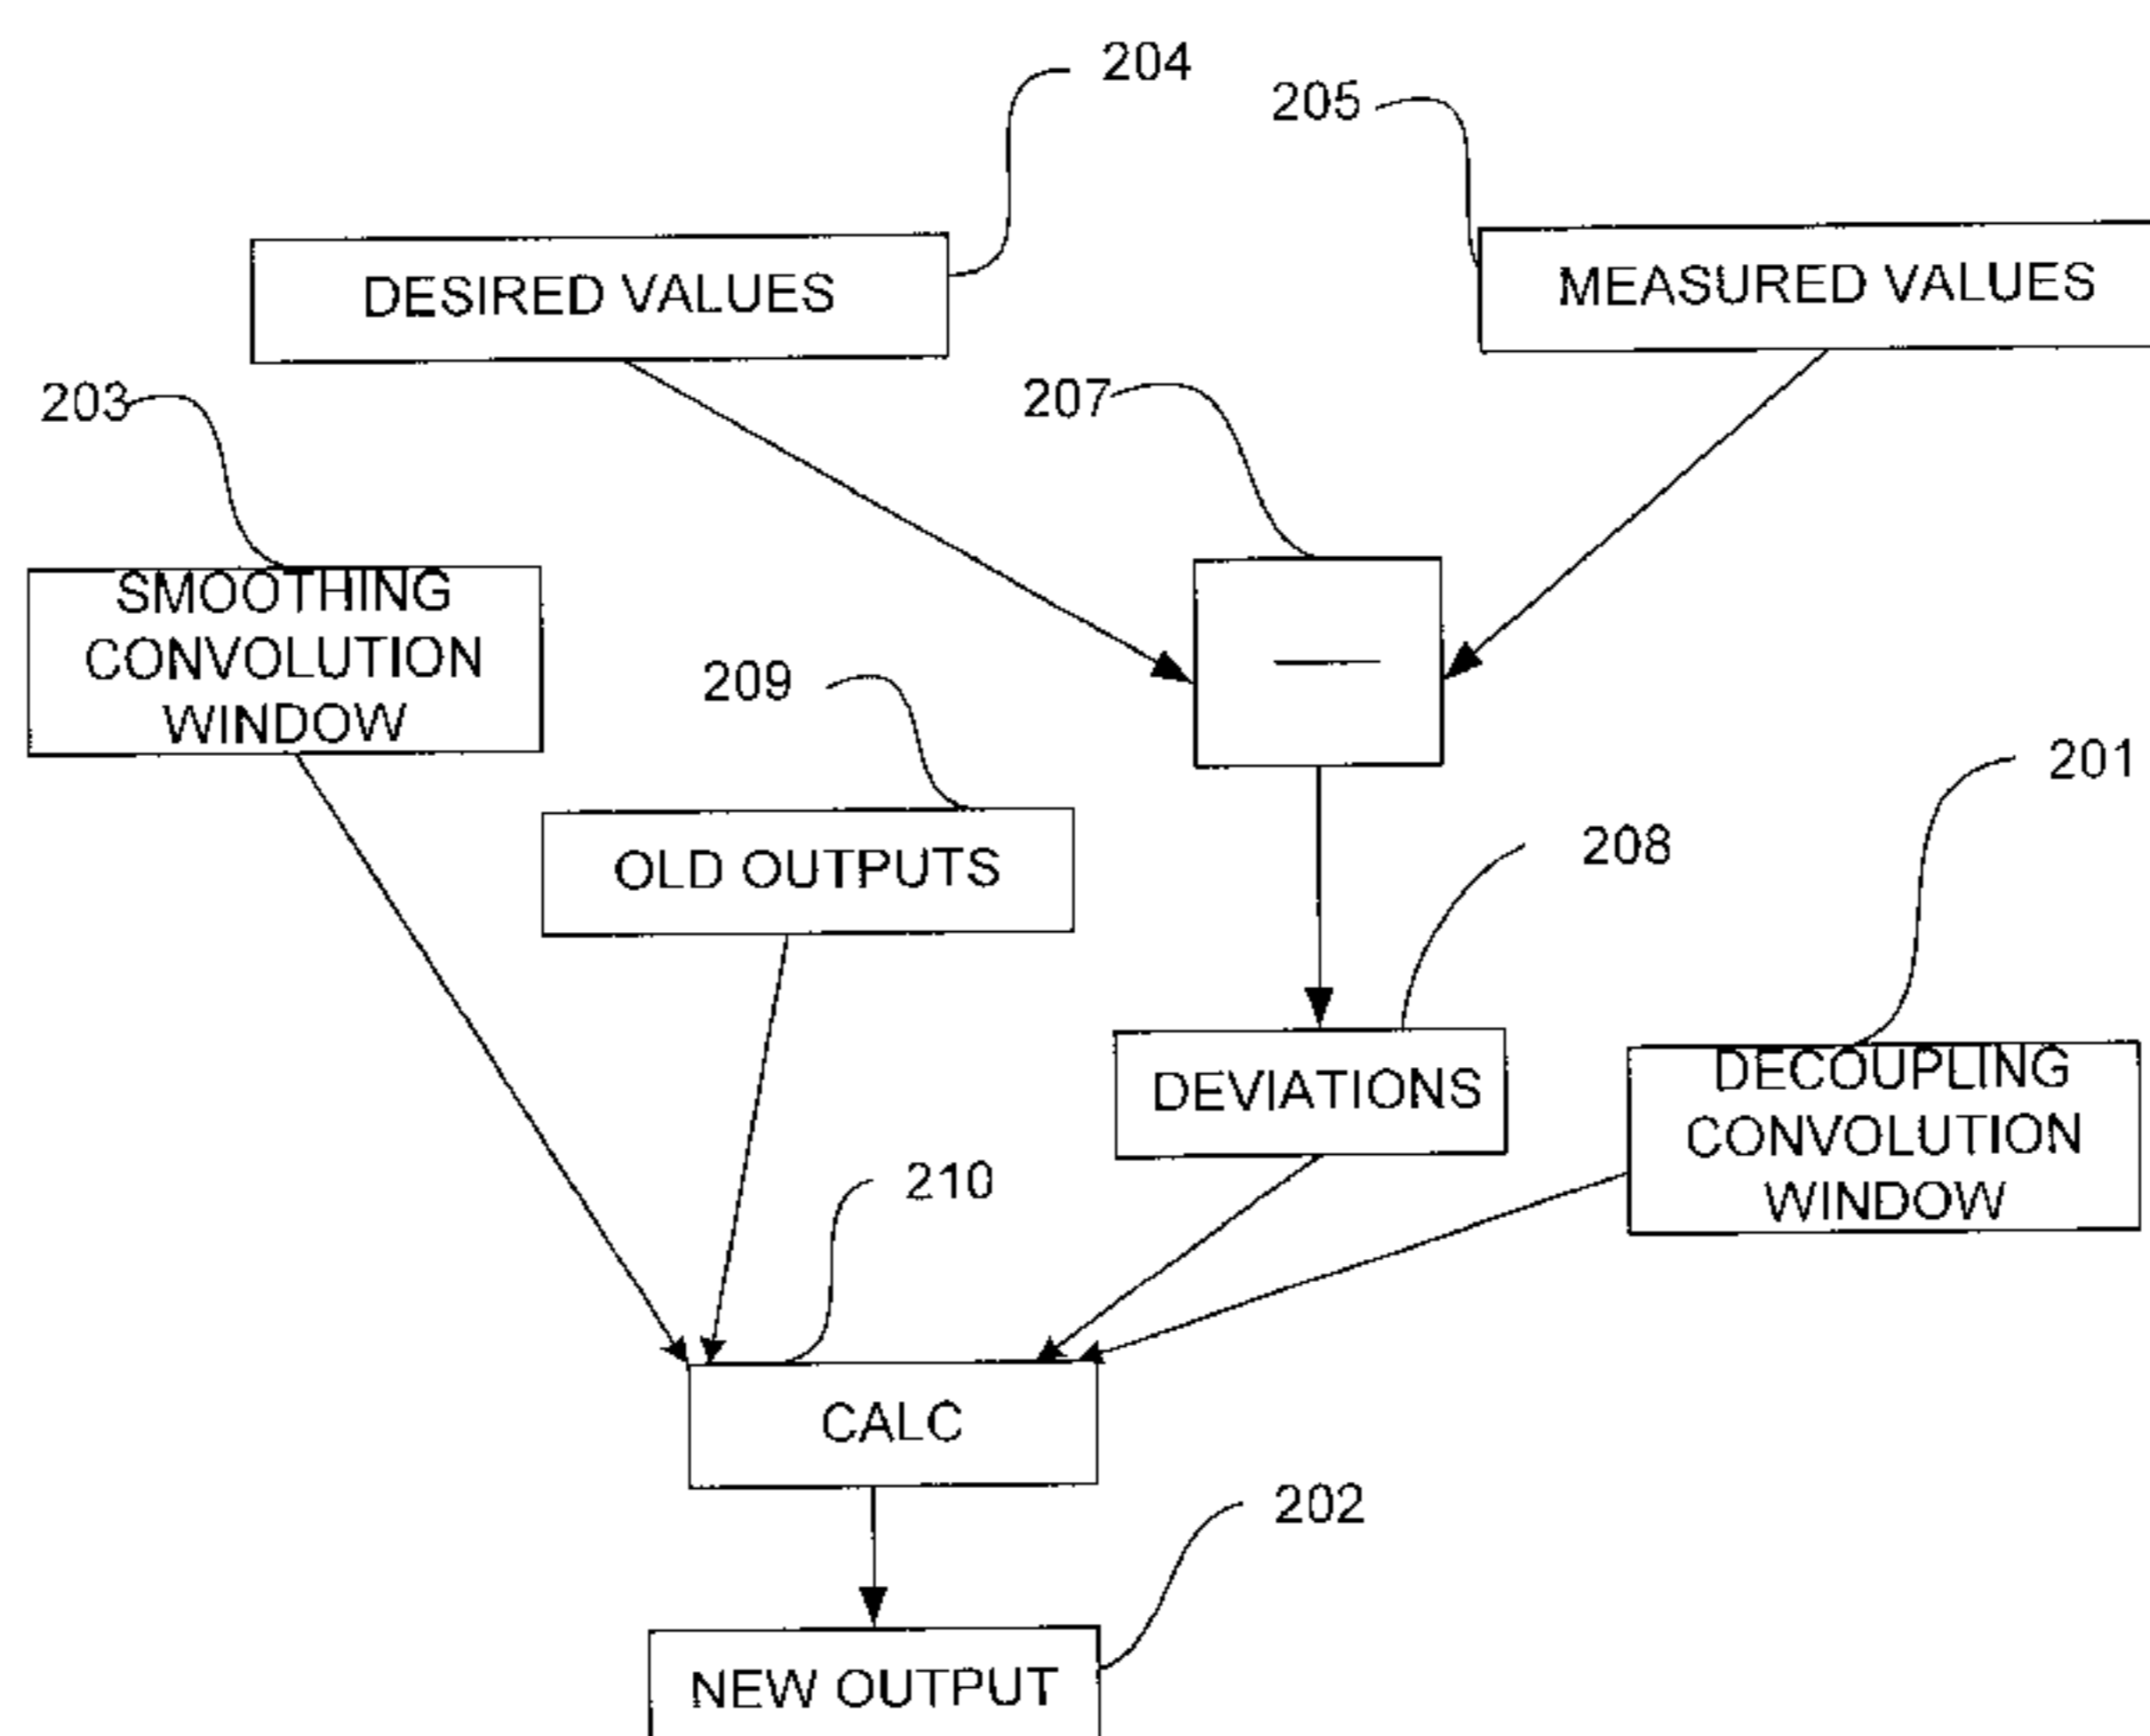 204
205
DESIRED VALUES
MEASURED VALUES
203
207
SMOOTHING
CONVOLUTION
WINDOW
209
201
OLD OUTPUTS
208
DEVIATIONS
DECOUPLING
CONVOLUTION
WINDOW
210
CALC
202
NEW OUTPUT